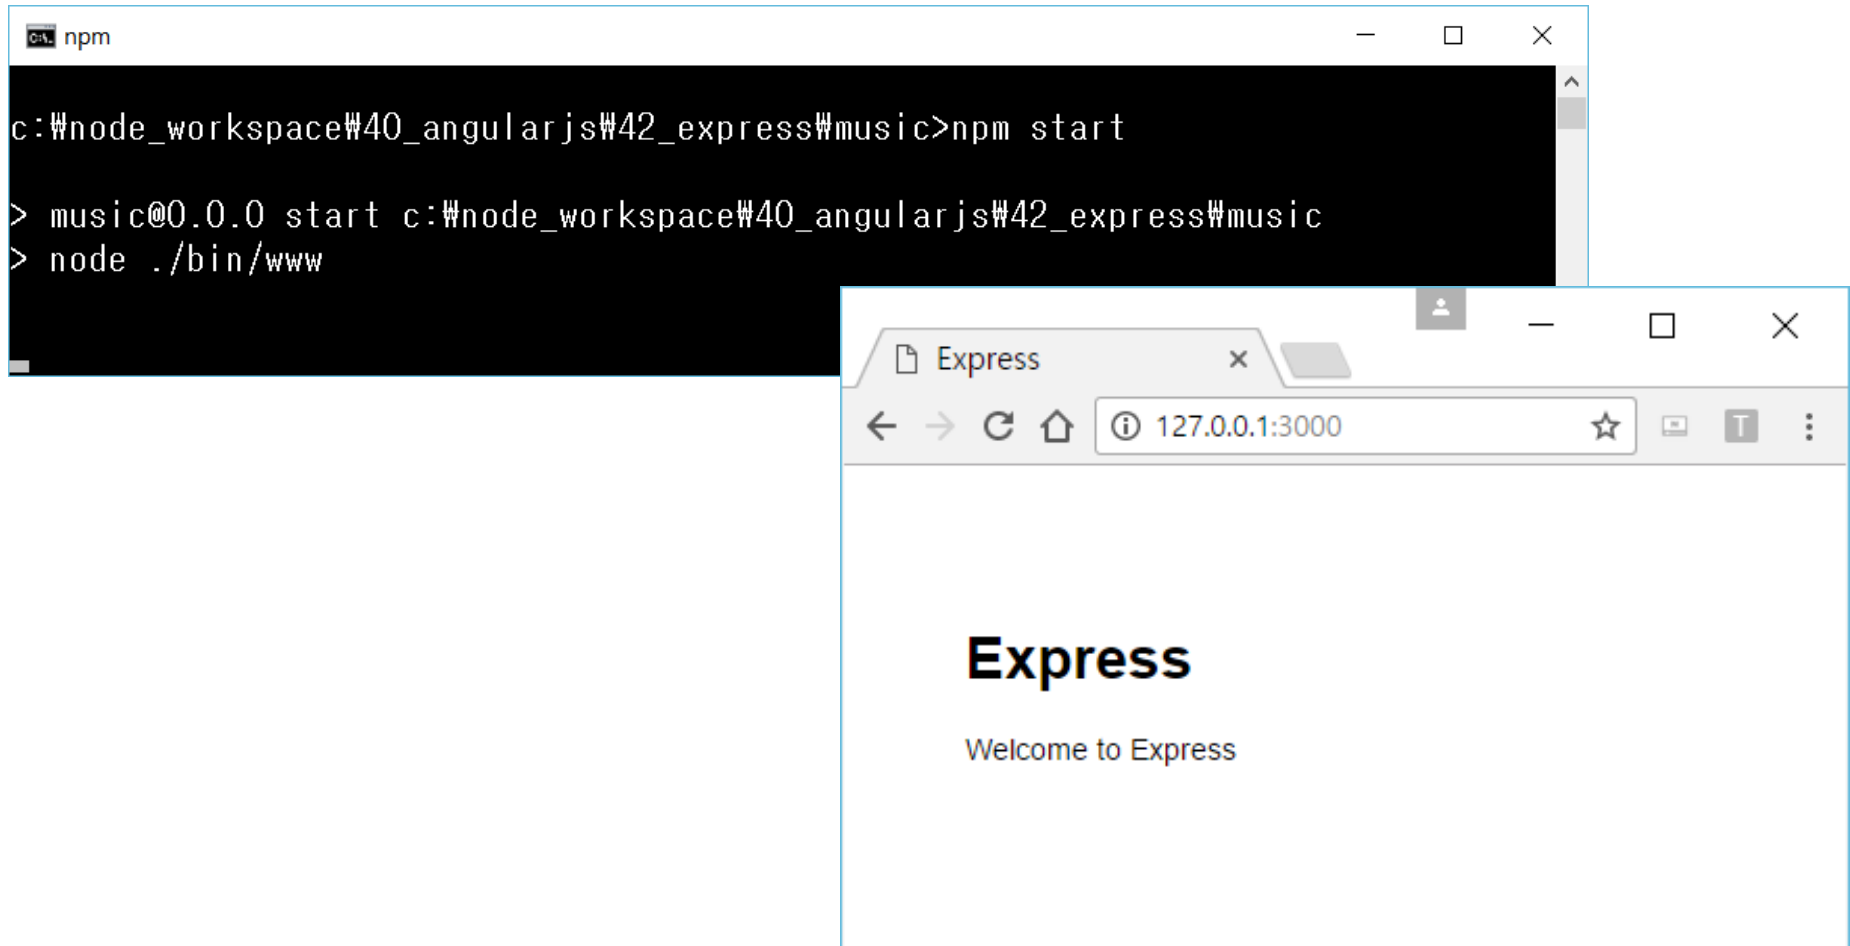 npm
c:₩node_workspace₩40_angularjs₩42_express₩music>npm start
> music@0.0.0 start c:₩node_workspace₩40_angularjs₩42_express₩music
> node ./bin/www
Express
127.0.0.1:3000
T
Express
Welcome to Express